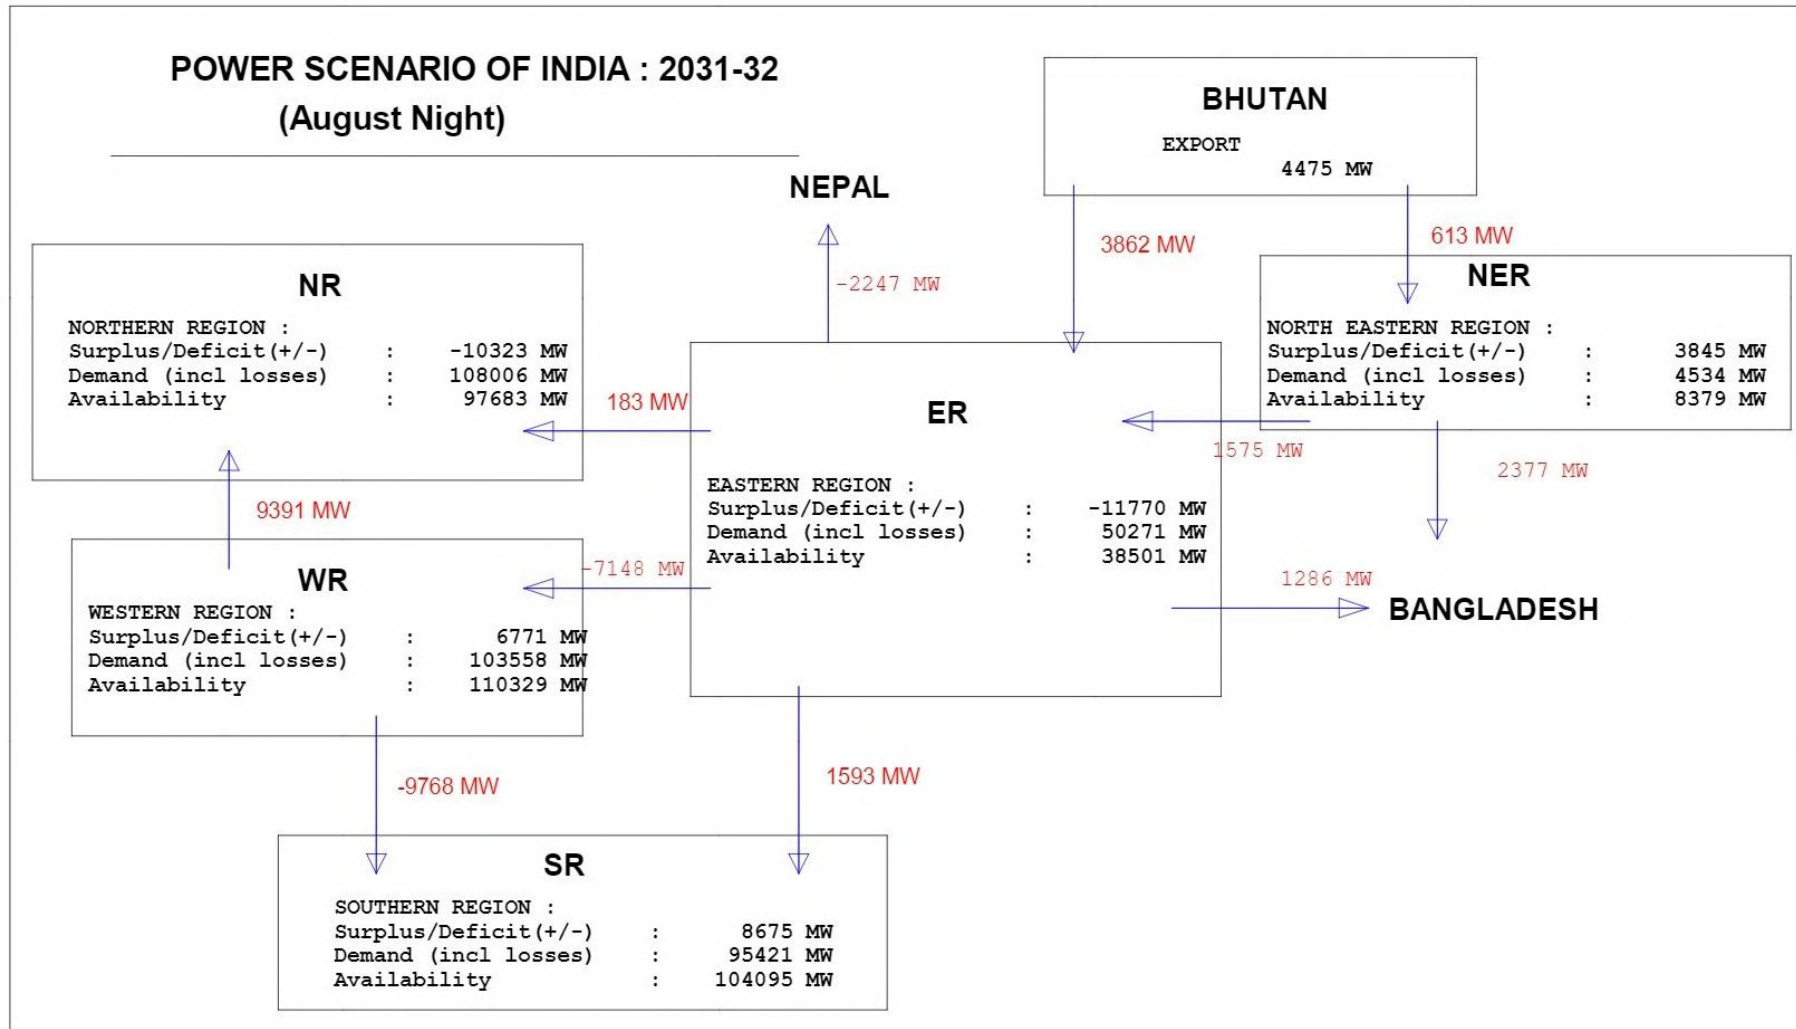 POWER SCENARIO OF INDIA : 2031-32
(August Night)
BHUTAN
EXPORT
4475 MW
NEPAL
-2247 MW
3862 MW
613 MW
NR
NORTHERN REGION :
Surplus/Deficit(+/-) : -10323 MW
Demand (incl losses) : 108006 MW
Availability : 97683 MW
183 MW
NER
NORTH EASTERN REGION :
Surplus/Deficit(+/-) : 3845 MW
Demand (incl losses) : 4534 MW
Availability : 8379 MW
1575 MW
2377 MW
ER
EASTERN REGION :
Surplus/Deficit(+/-) : -11770 MW
Demand (incl losses) : 50271 MW
Availability : 38501 MW
9391 MW
-7148 MW
1286 MW
BANGLADESH
WR
WESTERN REGION :
Surplus/Deficit(+/-) : 6771 MW
Demand (incl losses) : 103558 MW
Availability : 110329 MW
-9768 MW
1593 MW
SR
SOUTHERN REGION :
Surplus/Deficit(+/-) : 8675 MW
Demand (incl losses) : 95421 MW
Availability : 104095 MW